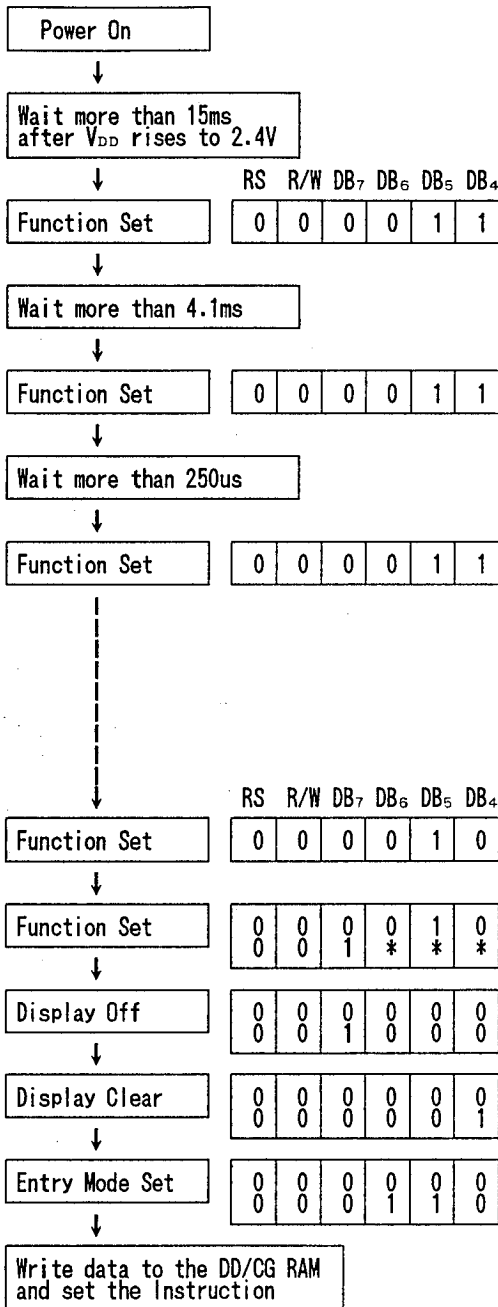 Power On
Wait more than 15ms
after VDD rises to 2.4V
RS R/W DB7 DB6 DB5 DB4
Function Set 0 0 0 0 1 1
Wait more than 4.1ms
Function Set 0 0 0 0 1 1
Wait more than 250us
Function Set 0 0 0 0 1 1
RS R/W DB7 DB6 DB5 DB4
Function Set 0 0 0 0 1 0
Function Set 0 0 0 0 1 0
0 0 1 * * *
Display Off 0 0 0 0 0 0
0 0 1 0 0 0
Display Clear 0 0 0 0 0 0
0 0 0 0 0 1
Entry Mode Set 0 0 0 0 0 0
0 0 0 1 1 0
Write data to the DD/CG RAM
and set the Instruction